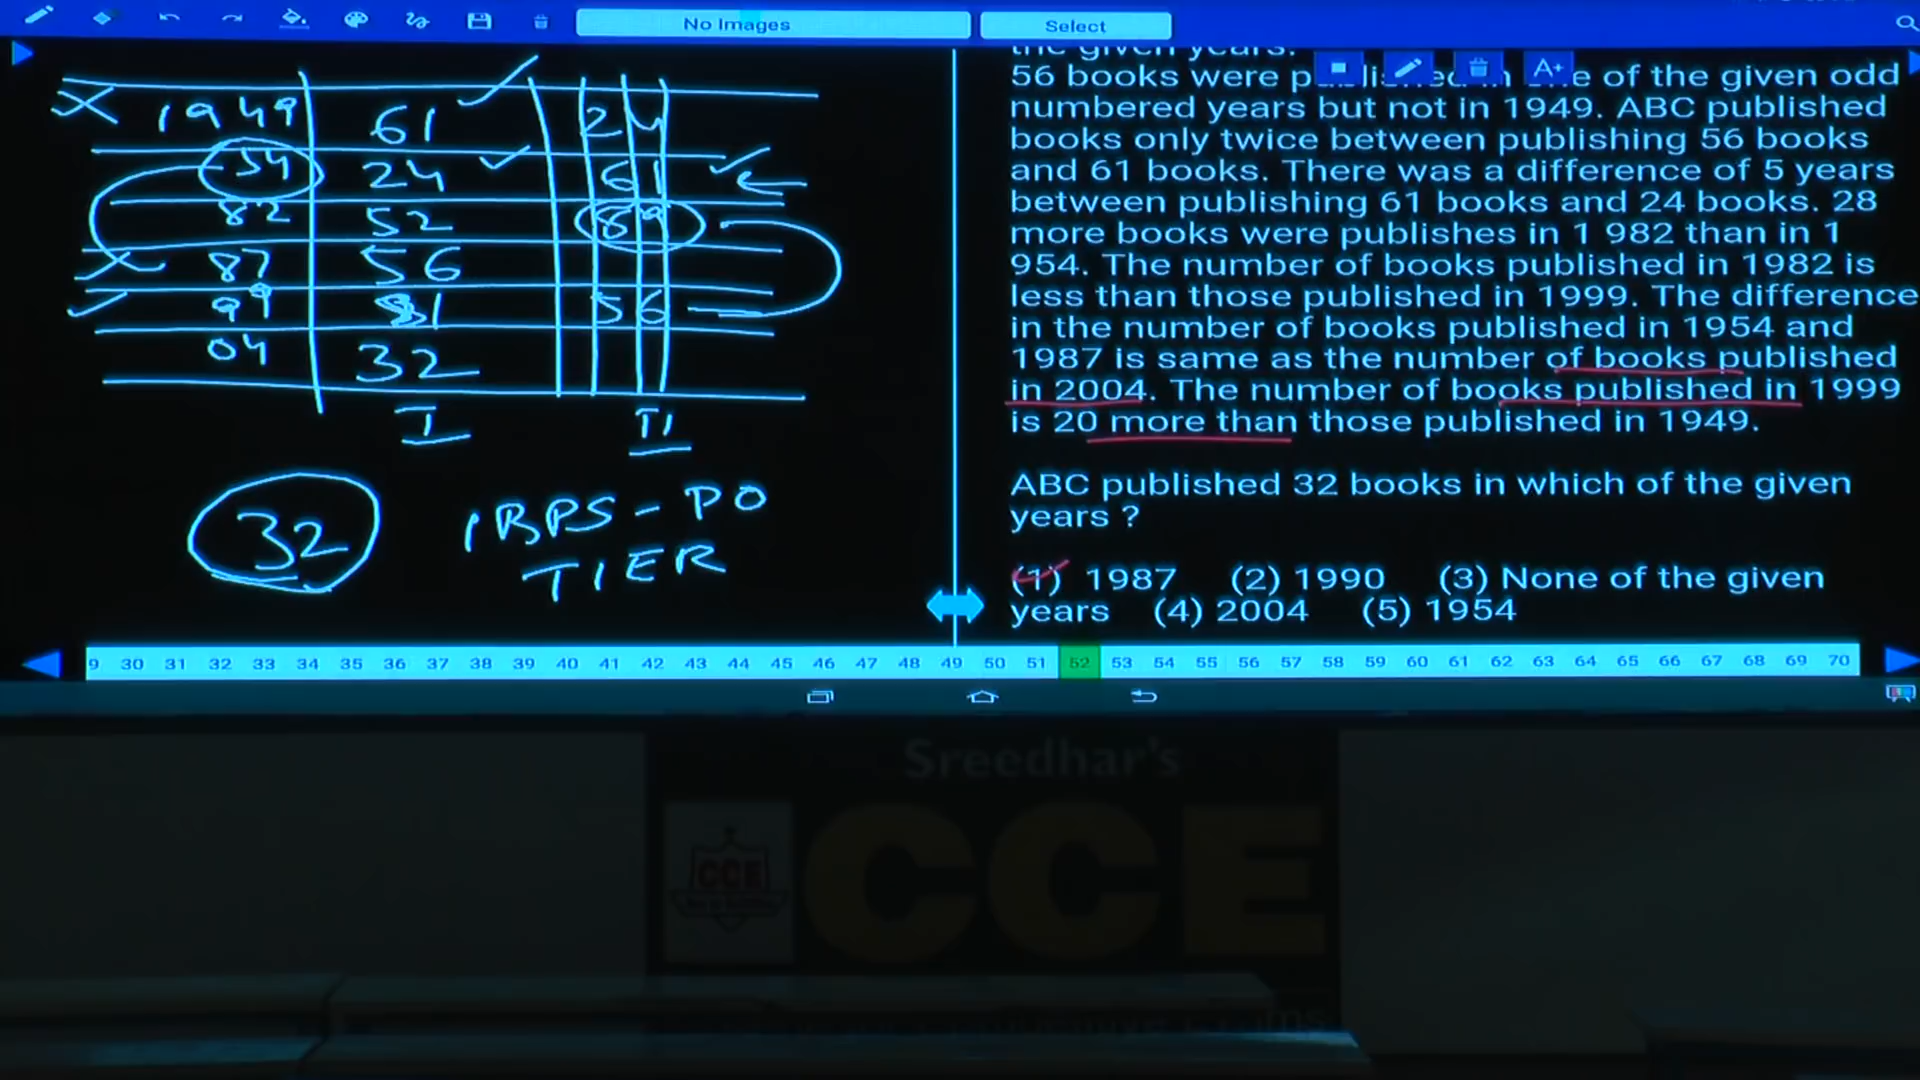 No Images
Select
the given years.
56 books were published in one of the given odd
numbered years but not in 1949. ABC published
books only twice between publishing 56 books
and 61 books. There was a difference of 5 years
between publishing 61 books and 24 books. 28
more books were publishes in 1 982 than in 1
954. The number of books published in 1982 is
less than those published in 1999. The difference
in the number of books published in 1954 and
1987 is same as the number of books published
in 2004. The number of books published in 1999
is 20 more than those published in 1949.
ABC published 32 books in which of the given
years ?
(1) 1987 (2) 1990 (3) None of the given
years (4) 2004 (5) 1954
A+
1949 61 24
54 24 61
82 52 89
87 56
99 81 56
04 32
I II
32
IBPS - PO
TIER
9 30 31 32 33 34 35 36 37 38 39 40 41 42 43 44 45 46 47 48 49 50 51 52 53 54 55 56 57 58 59 60 61 62 63 64 65 66 67 68 69 70
Sreedhar's
CCE
CCE